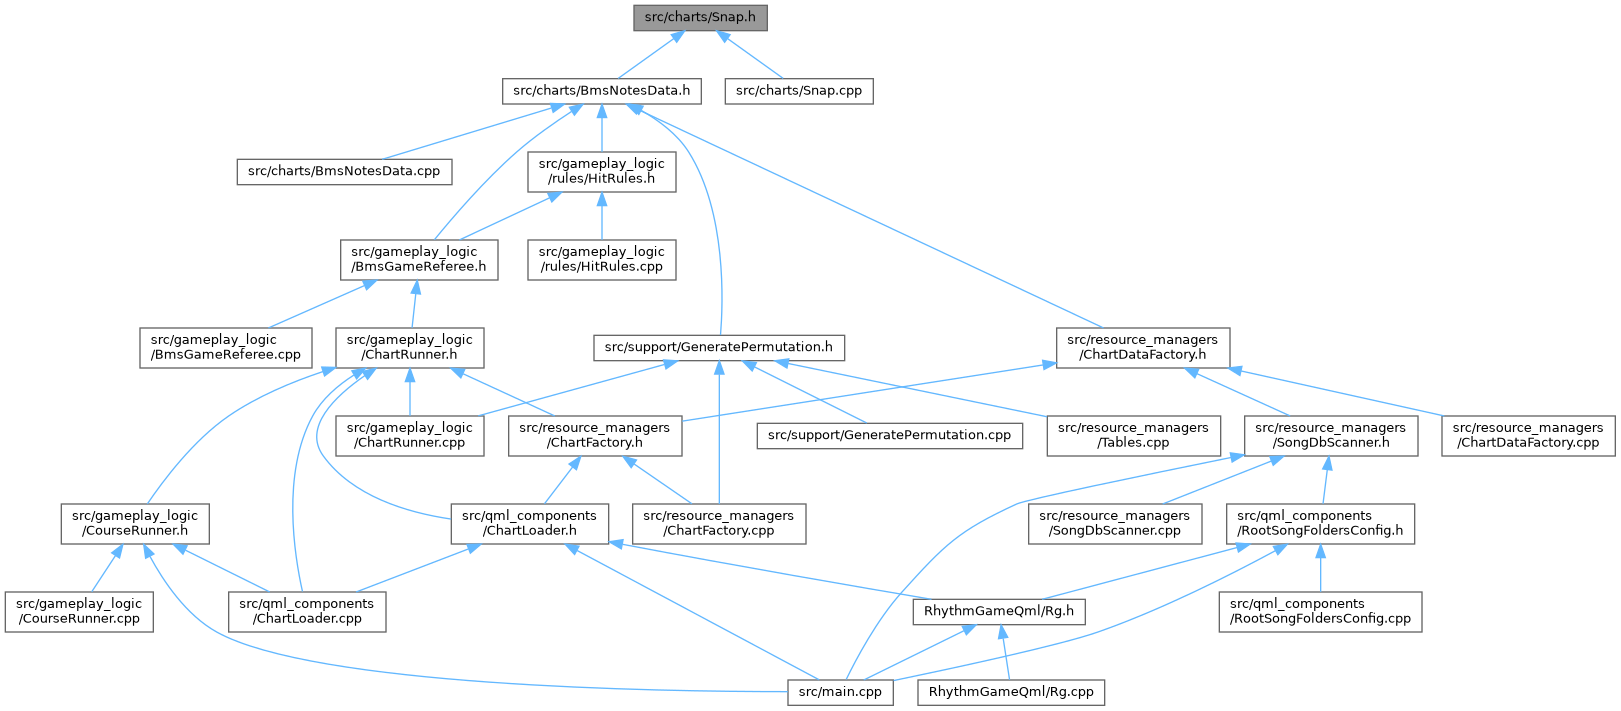 src/charts/Snap.h
src/charts/BmsNotesData.h
src/charts/Snap.cpp
src/charts/BmsNotesData.cpp
src/gameplay_logic
/rules/HitRules.h
src/gameplay_logic
/BmsGameReferee.h
src/gameplay_logic
/rules/HitRules.cpp
src/gameplay_logic
/BmsGameReferee.cpp
src/gameplay_logic
/ChartRunner.h
src/support/GeneratePermutation.h
src/resource_managers
/ChartDataFactory.h
src/gameplay_logic
/ChartRunner.cpp
src/resource_managers
/ChartFactory.h
src/support/GeneratePermutation.cpp
src/resource_managers
/Tables.cpp
src/resource_managers
/SongDbScanner.h
src/resource_managers
/ChartDataFactory.cpp
src/gameplay_logic
/CourseRunner.h
src/qml_components
/ChartLoader.h
src/resource_managers
/ChartFactory.cpp
src/resource_managers
/SongDbScanner.cpp
src/qml_components
/RootSongFoldersConfig.h
src/gameplay_logic
/CourseRunner.cpp
src/qml_components
/ChartLoader.cpp
RhythmGameQml/Rg.h
src/qml_components
/RootSongFoldersConfig.cpp
src/main.cpp
RhythmGameQml/Rg.cpp